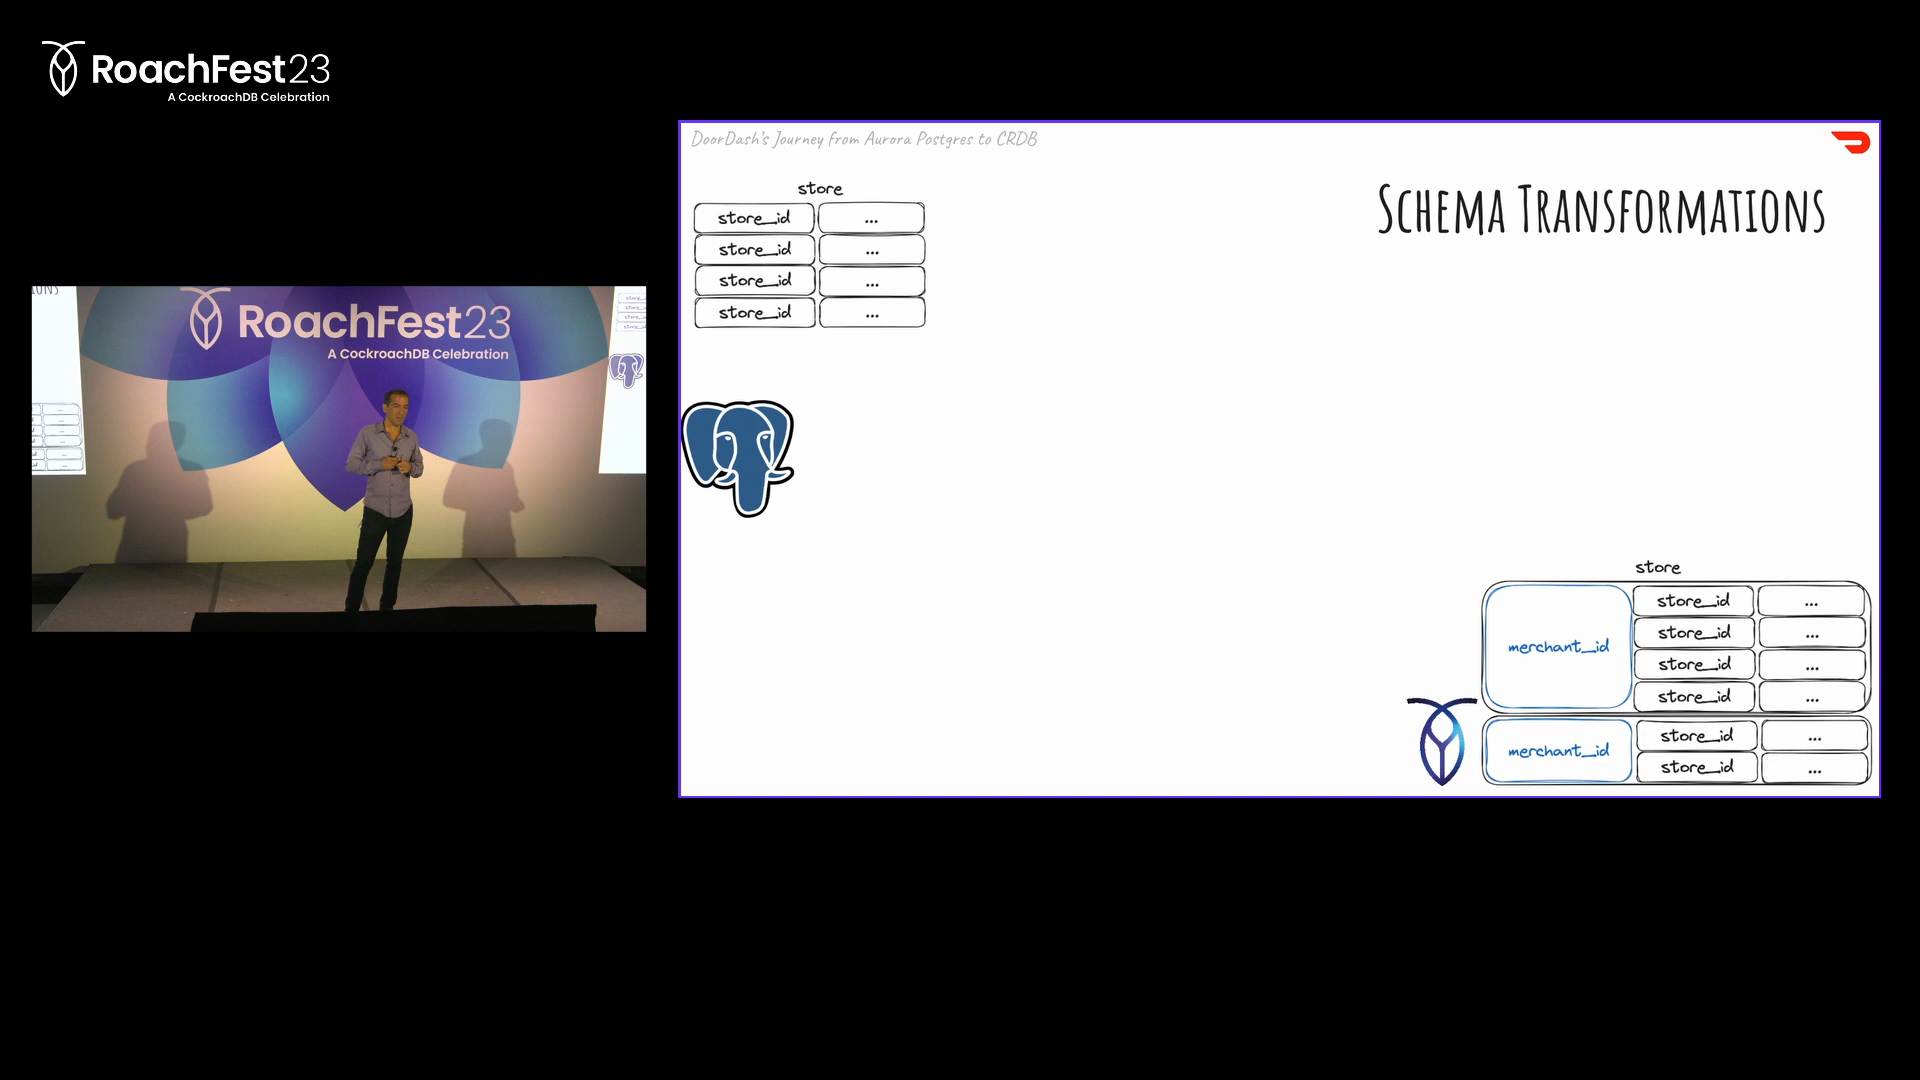 RoachFest23
A CockroachDB Celebration
DoorDash's Journey from Aurora Postgres to CRDB
Schema Transformations
store
store_id ...
store_id ...
store_id ...
store_id ...
RoachFest23
A CockroachDB Celebration
store
merchant_id
store_id ...
store_id ...
store_id ...
store_id ...
merchant_id
store_id ...
store_id ...